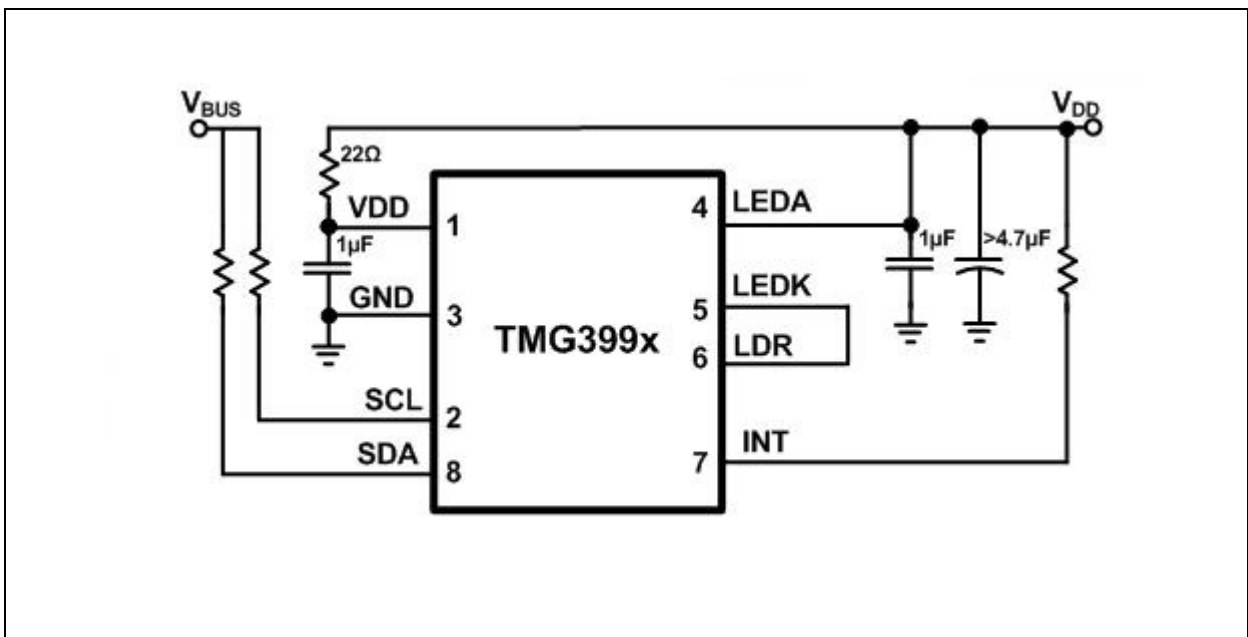 VBUS
VDD
22Ω
VDD
1
4
LEDA
1µF
1µF
>4.7µF
GND
3
LEDK
5
TMG399x
6
LDR
SCL
2
INT
7
SDA
8